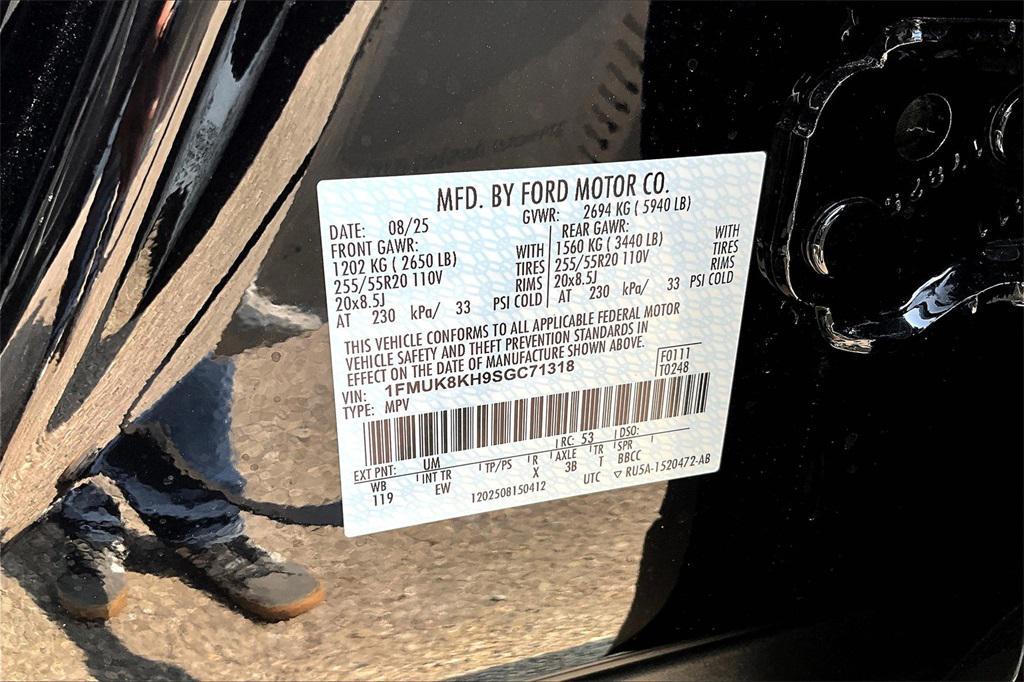 MFD. BY FORD MOTOR CO.
DATE: 08/25 GVWR: 2694 KG ( 5940 LB)
FRONT GAWR: REAR GAWR:
1202 KG ( 2650 LB) WITH 1560 KG ( 3440 LB) WITH
255/55R20 110V TIRES 255/55R20 110V TIRES
20x8.5J RIMS 20x8.5J RIMS
AT 230 kPa/ 33 PSI COLD AT 230 kPa/ 33 PSI COLD
THIS VEHICLE CONFORMS TO ALL APPLICABLE FEDERAL MOTOR
VEHICLE SAFETY AND THEFT PREVENTION STANDARDS IN
EFFECT ON THE DATE OF MANUFACTURE SHOWN ABOVE.
VIN: 1FMUK8KH9SGC71318 F0111
TYPE: MPV T0248
EXT PNT: UM RC: 53 DSO:
WB INT TR TP/PS R AXLE TR SPR
119 EW X 3B T BBCC
1202508150412 UTC ▽ RU5A-1520472-AB